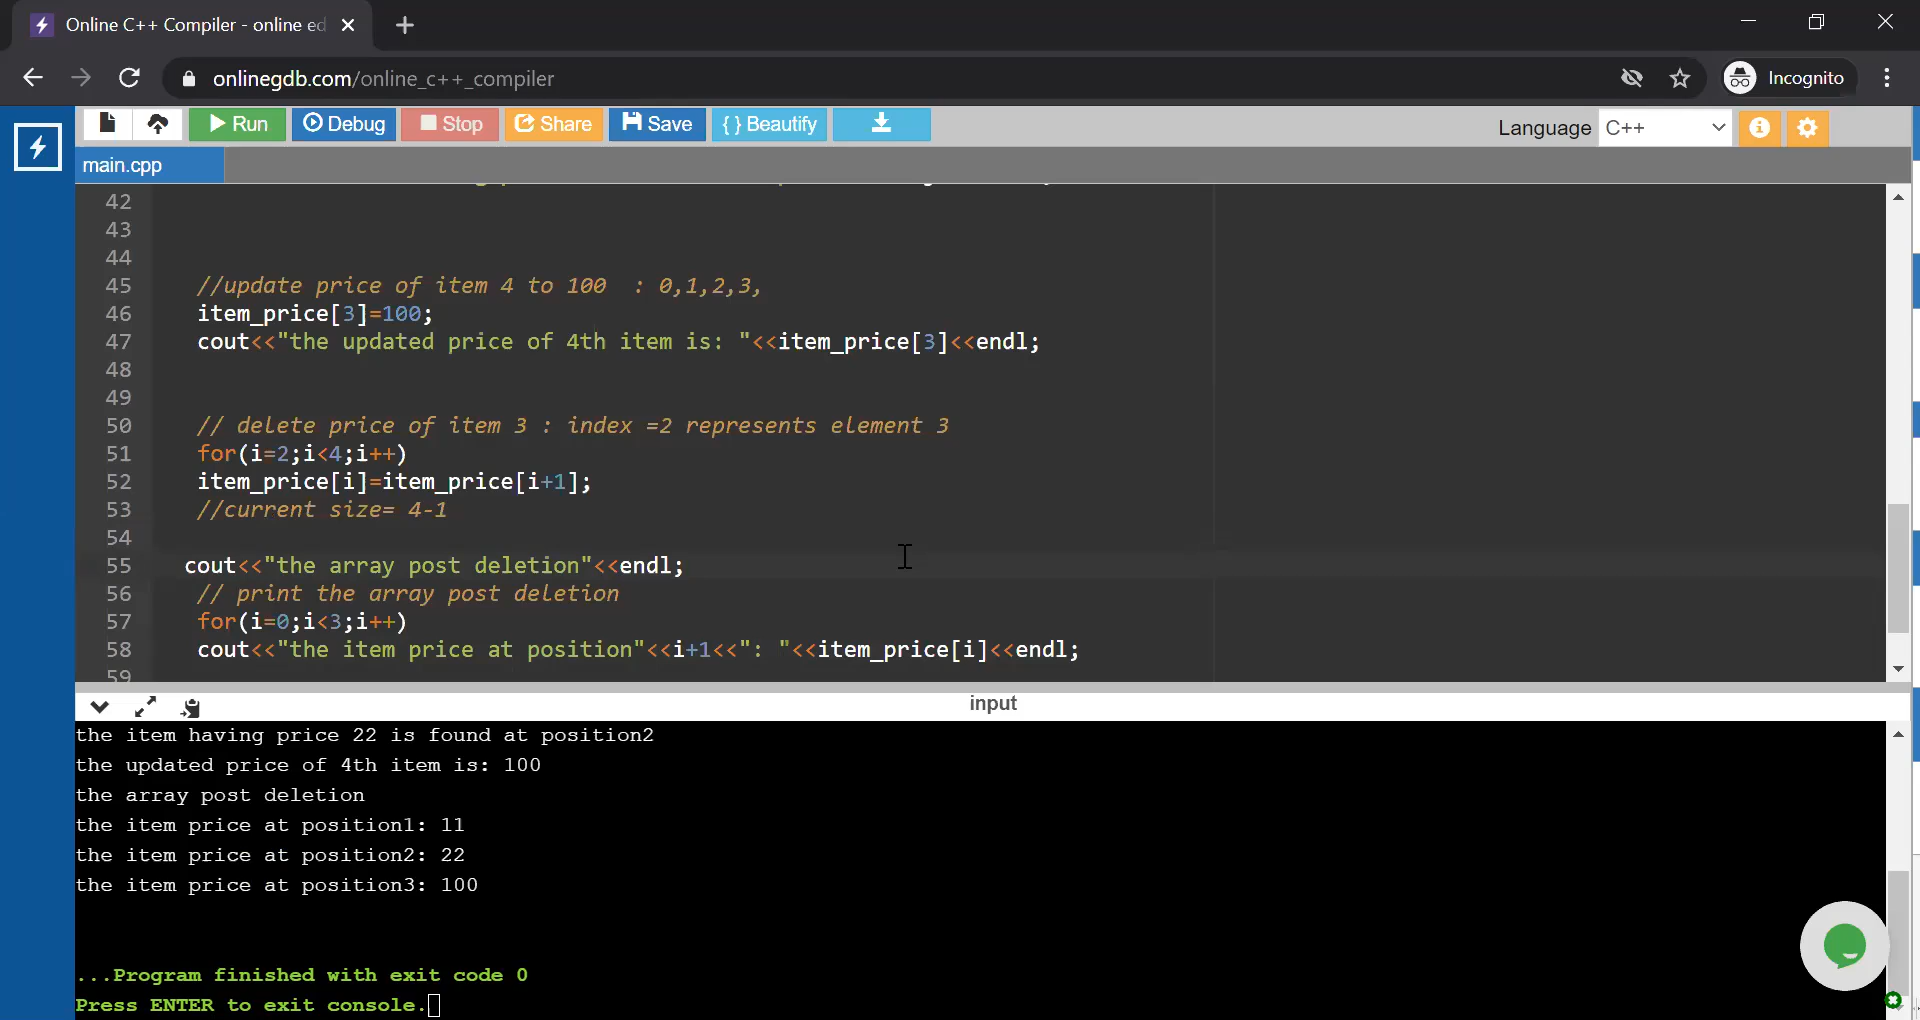 Online C++ Compiler - online ed
onlinegdb.com/online_c++_compiler
Incognito
Run
Debug
Stop
Share
Save
{ } Beautify
Language
C++
main.cpp
42
43
44
45 //update price of item 4 to 100 : 0,1,2,3,
46 item_price[3]=100;
47 cout<<"the updated price of 4th item is: "<<item_price[3]<<endl;
48
49
50 // delete price of item 3 : index =2 represents element 3
51 for(i=2;i<4;i++)
52 item_price[i]=item_price[i+1];
53 //current size= 4-1
54
55 cout<<"the array post deletion"<<endl;
56 // print the array post deletion
57 for(i=0;i<3;i++)
58 cout<<"the item price at position"<<i+1<<": "<<item_price[i]<<endl;
59
input
the item having price 22 is found at position2
the updated price of 4th item is: 100
the array post deletion
the item price at position1: 11
the item price at position2: 22
the item price at position3: 100
...Program finished with exit code 0
Press ENTER to exit console.